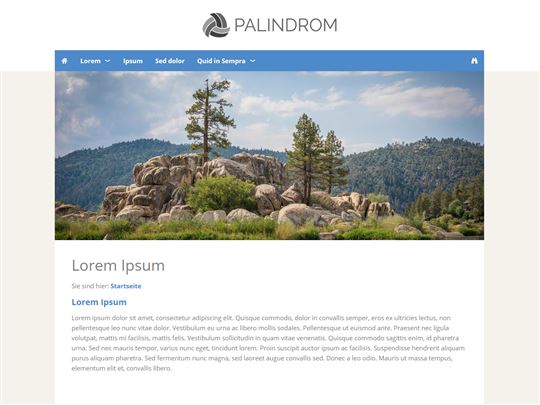 PALINDROM
Lorem Ipsum Sed dolor Quid in Sempra
Lorem Ipsum
Sie sind hier: Startseite
Lorem Ipsum
Lorem ipsum dolor sit amet, consectetur adipiscing elit. Quisque commodo, dolor in convallis semper, eros ex ultricies lectus, non
pellentesque leo nunc vitae dolor. Vestibulum eu urna ac libero mollis sodales. Pellentesque ut euismod ante. Praesent nec ligula
volutpat, mattis mi facilisis, mattis felis. Vestibulum sollicitudin in quam vitae venenatis. Quisque commodo sagittis enim, id pharetra
urna. Sed nec mauris tempor, varius nunc eget, tincidunt lorem. Proin suscipit auctor ipsum ac facilisis. Suspendisse hendrerit aliquam
purus aliquam pharetra. Sed fermentum nunc magna, sed laoreet augue convallis sed. Donec a leo odio. Mauris ut massa tempus,
elementum elit et, convallis libero.